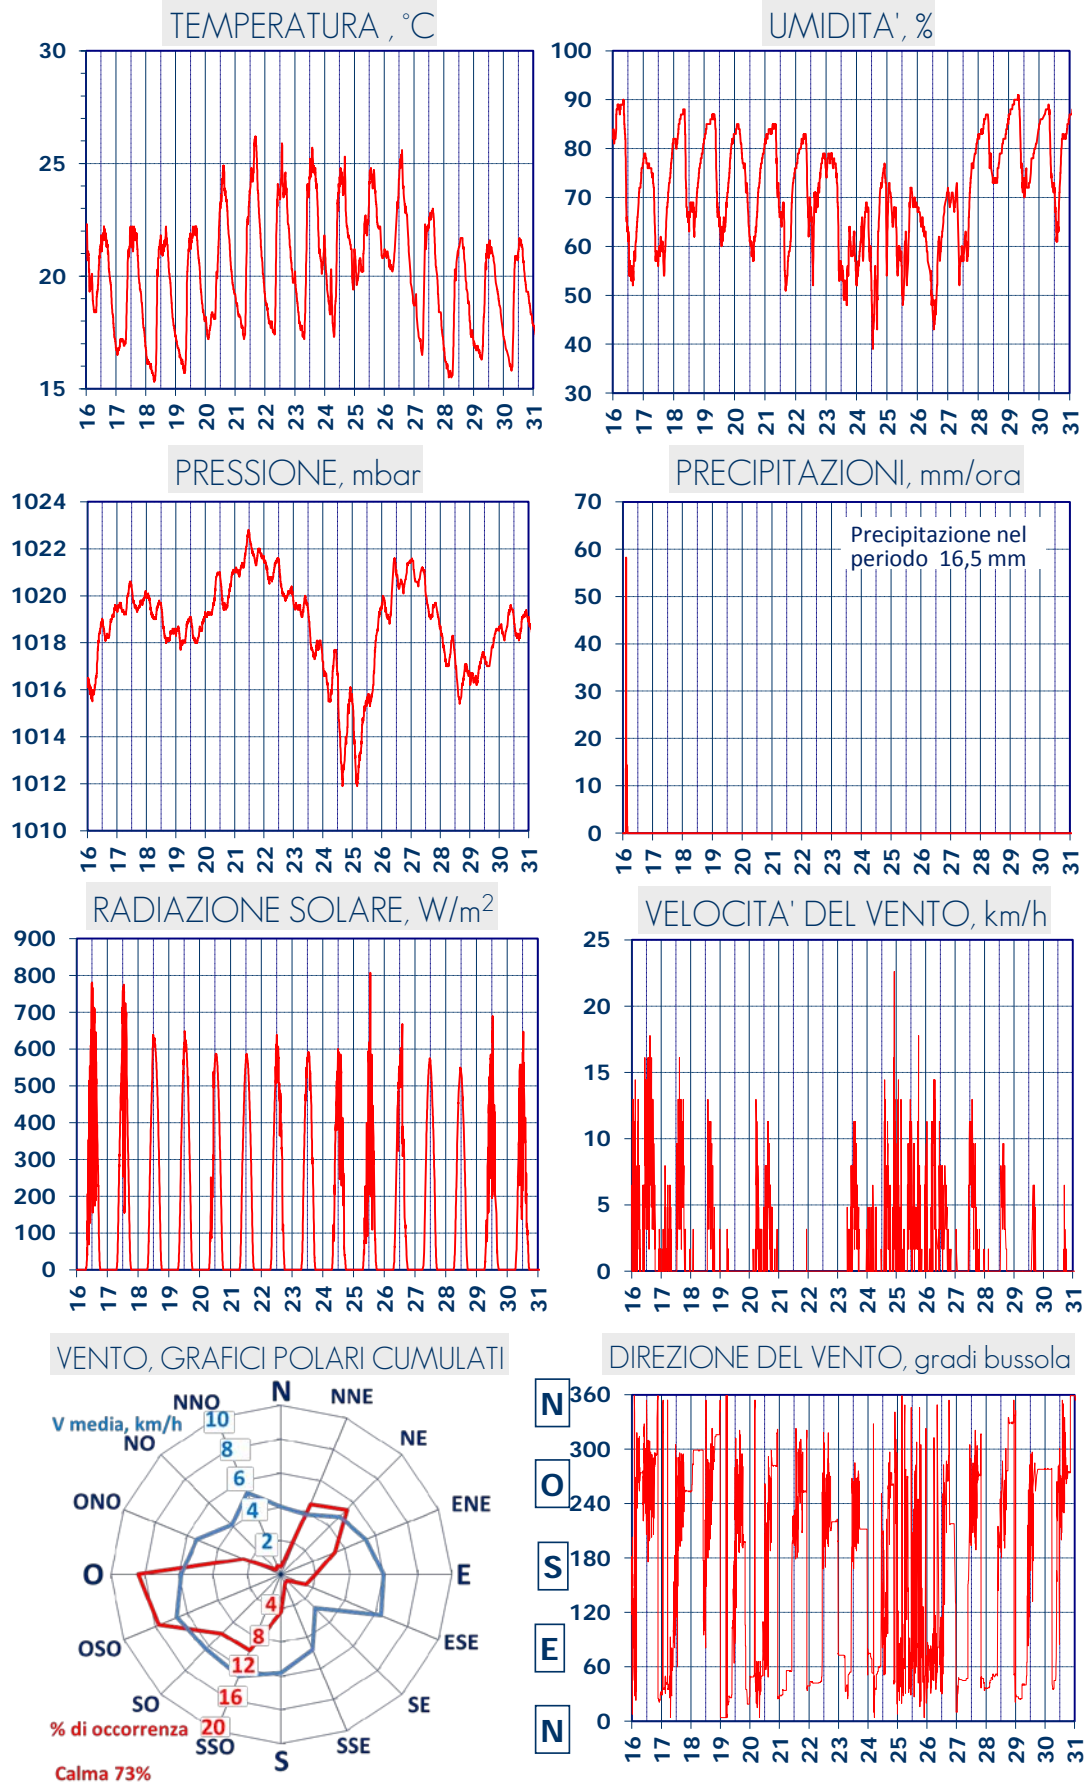 TEMPERATURA , °C
30
25
20
15
16 17 18 19 20 21 22 23 24 25 26 27 28 29 30 31
UMIDITA', %
100
90
80
70
60
50
40
30
16 17 18 19 20 21 22 23 24 25 26 27 28 29 30 31
PRESSIONE, mbar
1024
1022
1020
1018
1016
1014
1012
1010
16 17 18 19 20 21 22 23 24 25 26 27 28 29 30 31
PRECIPITAZIONI, mm/ora
70
60
50
40
30
20
10
0
Precipitazione nel
periodo 16,5 mm
16 17 18 19 20 21 22 23 24 25 26 27 28 29 30 31
RADIAZIONE SOLARE, W/m²
900
800
700
600
500
400
300
200
100
0
16 17 18 19 20 21 22 23 24 25 26 27 28 29 30 31
VELOCITA' DEL VENTO, km/h
25
20
15
10
5
0
16 17 18 19 20 21 22 23 24 25 26 27 28 29 30 31
VENTO, GRAFICI POLARI CUMULATI
N
NNE
NE
ENE
E
ESE
SE
SSE
S
SSO
SO
OSO
O
ONO
NO
NNO
V media, km/h
10
8
6
4
2
4
8
12
16
20
% di occorrenza
Calma 73%
DIREZIONE DEL VENTO, gradi bussola
N
O
S
E
N
360
300
240
180
120
60
0
16 17 18 19 20 21 22 23 24 25 26 27 28 29 30 31